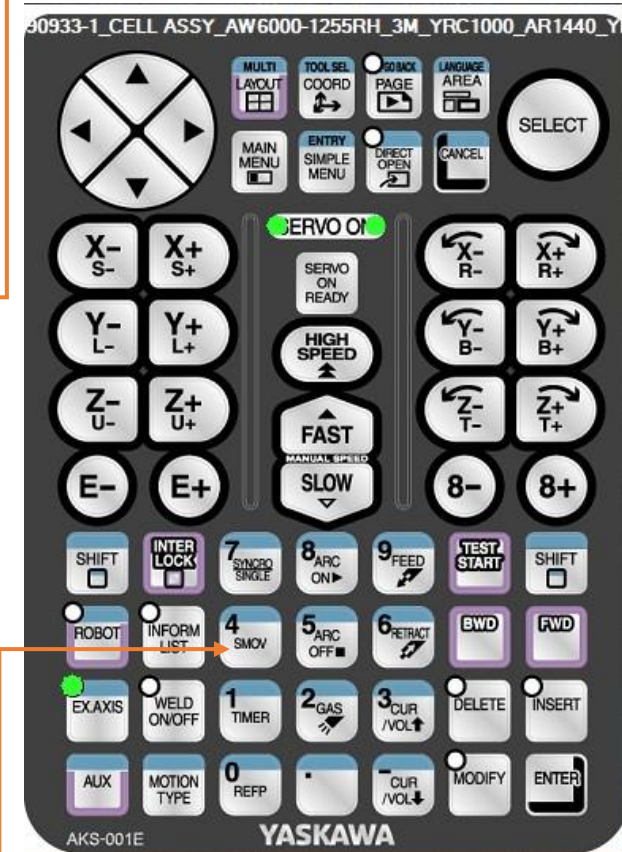 90933-1_CELL ASSY_AW6000-1255RH_3M_YRC1000_AR1440_Y
MULTI
LAYOUT
TOOL SEL
COORD
GO BACK
PAGE
LANGUAGE
AREA
SELECT
MAIN
MENU
ENTRY
SIMPLE
MENU
DIRECT
OPEN
CANCEL
SERVO ON
X-
S-
X+
S+
SERVO
ON
READY
X-
R-
X+
R+
Y-
L-
Y+
L+
HIGH
SPEED
Y-
B-
Y+
B+
Z-
U-
Z+
U+
FAST
MANUAL SPEED
SLOW
Z-
T-
Z+
T+
E-
E+
8-
8+
SHIFT
INTER
LOCK
7
SYNCRO
SINGLE
8
ARC
ON▶
9
FEED
TEST
START
SHIFT
ROBOT
INFORM
LIST
4
SMOV
5
ARC
OFF■
6
RETRACT
BWD
FWD
EX.AXIS
WELD
ON/OFF
1
TIMER
2
GAS
3
CUR
/VOL⬆
DELETE
INSERT
AUX
MOTION
TYPE
0
REFP
.
-
CUR
/VOL⬇
MODIFY
ENTER
AKS-001E
YASKAWA